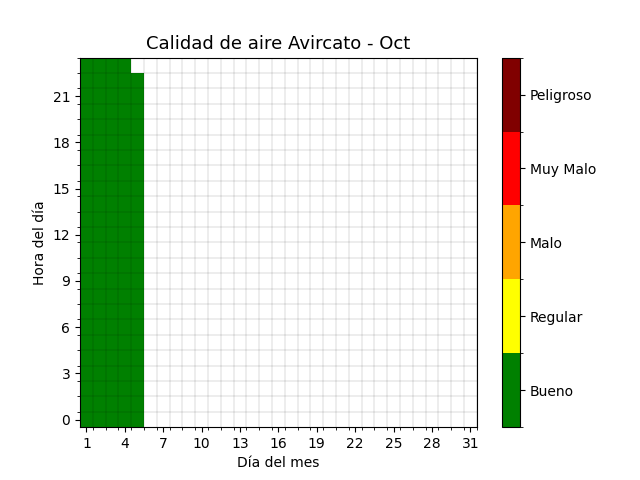 Calidad de aire Avircato - Oct
Hora del día
21
18
15
12
9
6
3
0
1 4 7 10 13 16 19 22 25 28 31
Día del mes
Peligroso
Muy Malo
Malo
Regular
Bueno